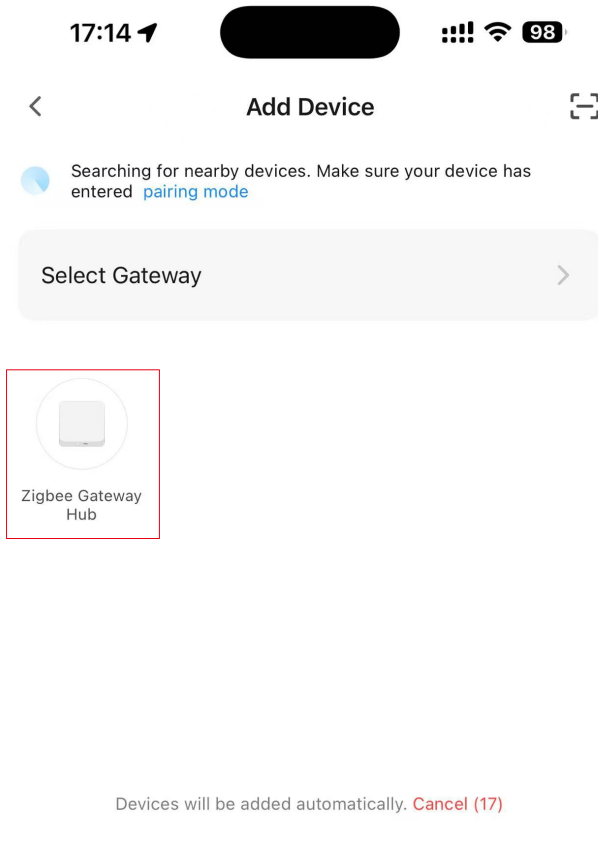 17:14
98
Add Device
Searching for nearby devices. Make sure your device has
entered pairing mode
Select Gateway
Zigbee Gateway
Hub
Devices will be added automatically. Cancel (17)